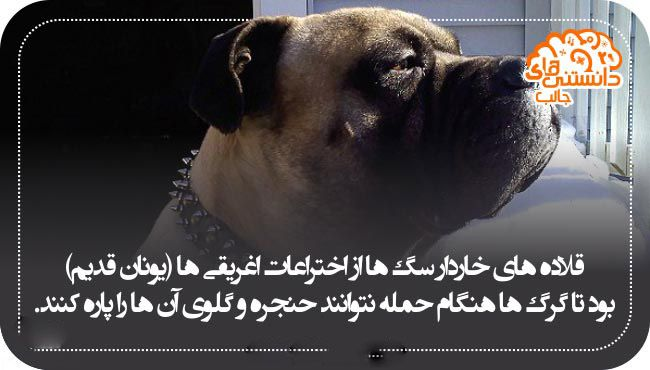 دانستنی های
جالب
قلاده های خاردار سگ ها از اختراعات اغریقی ها (یونان قدیم)
بود تا گرگ ها هنگام حمله نتوانند حنجره و گلوی آن ها را پاره کنند.